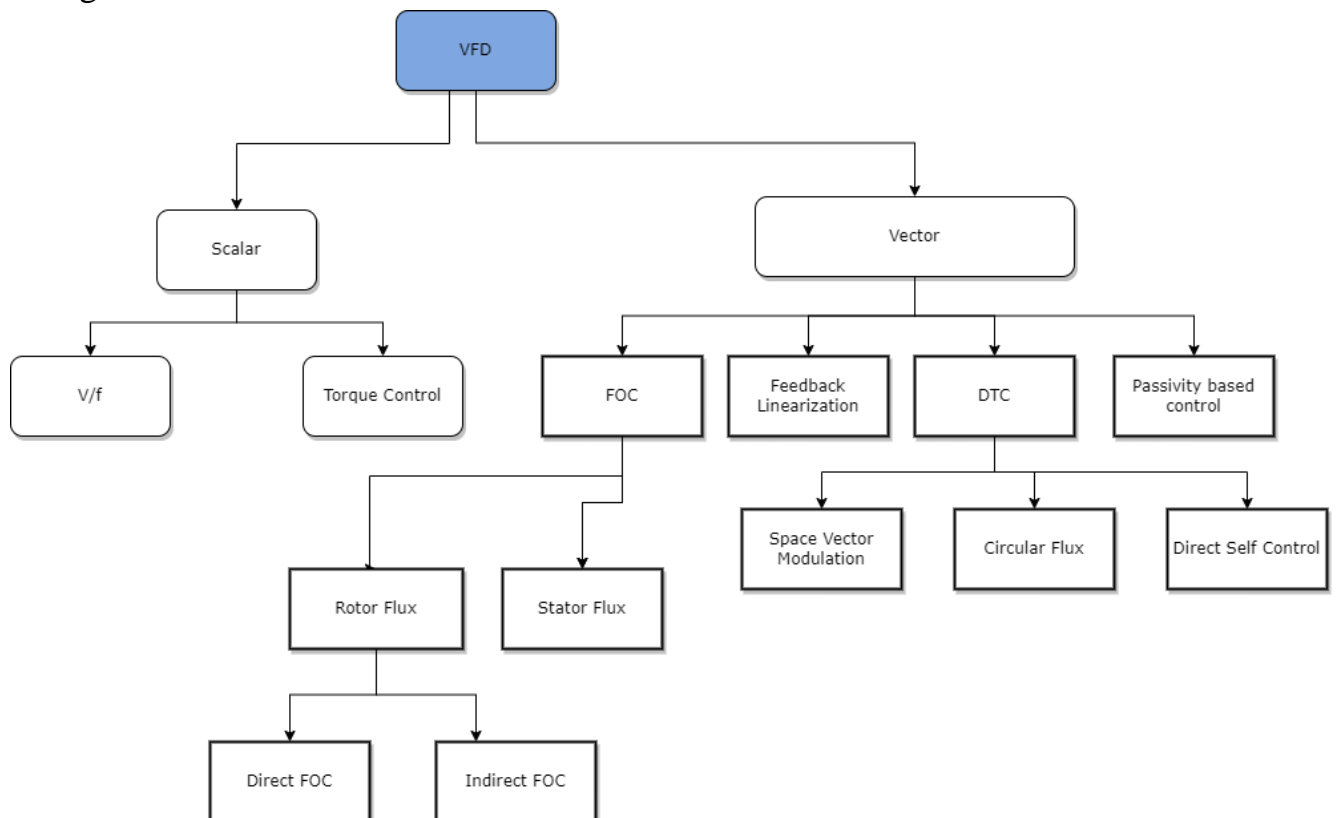 VFD
Scalar
Vector
V/f
Torque Control
FOC
Feedback
Linearization
DTC
Passivity based
control
Space Vector
Modulation
Circular Flux
Direct Self Control
Rotor Flux
Stator Flux
Direct FOC
Indirect FOC